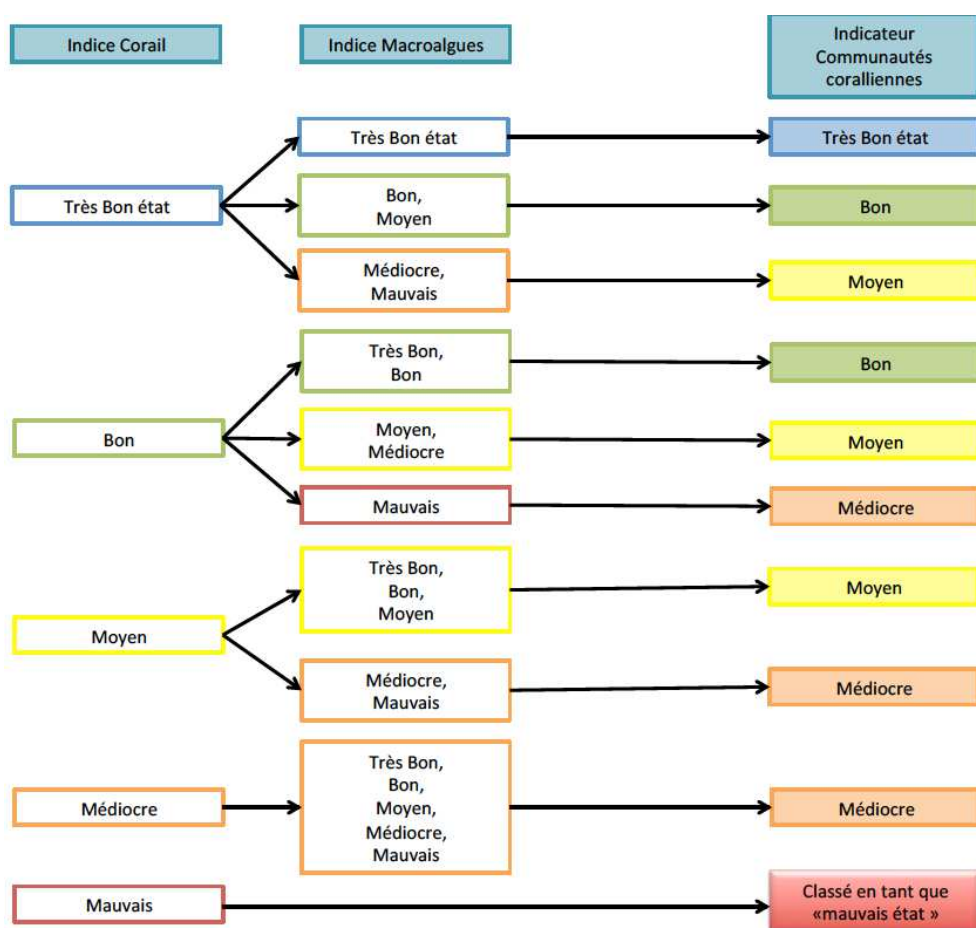 Indice Corail
Indice Macroalgues
Indicateur
Communautés
coralliennes
Très Bon état
Très Bon état
Très Bon état
Bon,
Moyen
Bon
Médiocre,
Mauvais
Moyen
Bon
Très Bon,
Bon
Bon
Moyen,
Médiocre
Moyen
Mauvais
Médiocre
Moyen
Très Bon,
Bon,
Moyen
Moyen
Médiocre,
Mauvais
Médiocre
Médiocre
Très Bon,
Bon,
Moyen,
Médiocre,
Mauvais
Médiocre
Mauvais
Classé en tant que
«mauvais état »